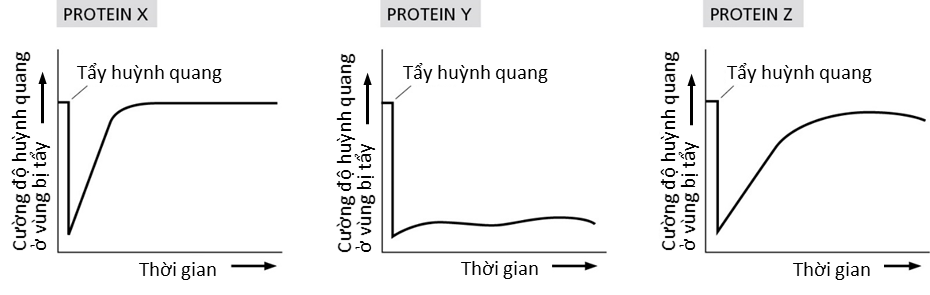 PROTEIN X
Tẩy huỳnh quang
Cường độ huỳnh quang
ở vùng bị tẩy
Thời gian
PROTEIN Y
Tẩy huỳnh quang
Cường độ huỳnh quang
ở vùng bị tẩy
Thời gian
PROTEIN Z
Tẩy huỳnh quang
Cường độ huỳnh quang
ở vùng bị tẩy
Thời gian